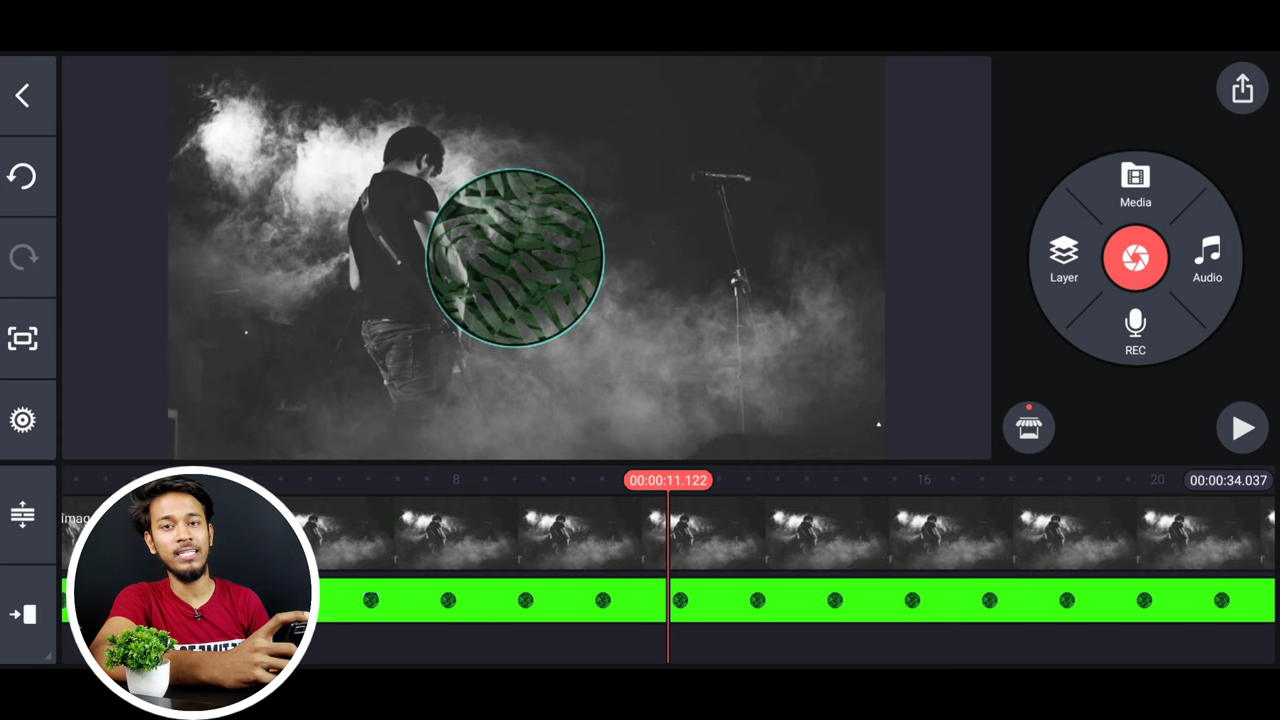 Media
Layer
Audio
REC
8
00:00:11.122
16
20
00:00:34.037
imag